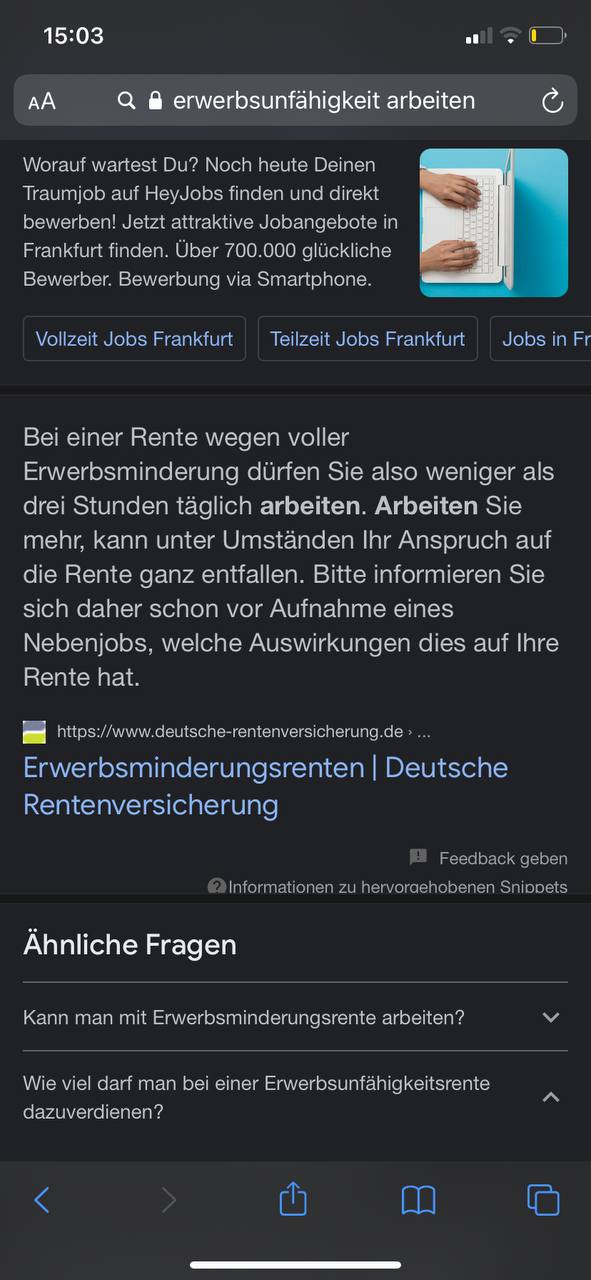 15:03
AA erwerbsunfähigkeit arbeiten
Worauf wartest Du? Noch heute Deinen
Traumjob auf HeyJobs finden und direkt
bewerben! Jetzt attraktive Jobangebote in
Frankfurt finden. Über 700.000 glückliche
Bewerber. Bewerbung via Smartphone.
Vollzeit Jobs Frankfurt
Teilzeit Jobs Frankfurt
Jobs in Fr
Bei einer Rente wegen voller
Erwerbsminderung dürfen Sie also weniger als
drei Stunden täglich arbeiten. Arbeiten Sie
mehr, kann unter Umständen Ihr Anspruch auf
die Rente ganz entfallen. Bitte informieren Sie
sich daher schon vor Aufnahme eines
Nebenjobs, welche Auswirkungen dies auf Ihre
Rente hat.
https://www.deutsche-rentenversicherung.de › ...
Erwerbsminderungsrenten | Deutsche
Rentenversicherung
Feedback geben
Informationen zu hervorgehobenen Snippets
Ähnliche Fragen
Kann man mit Erwerbsminderungsrente arbeiten?
Wie viel darf man bei einer Erwerbsunfähigkeitsrente
dazuverdienen?